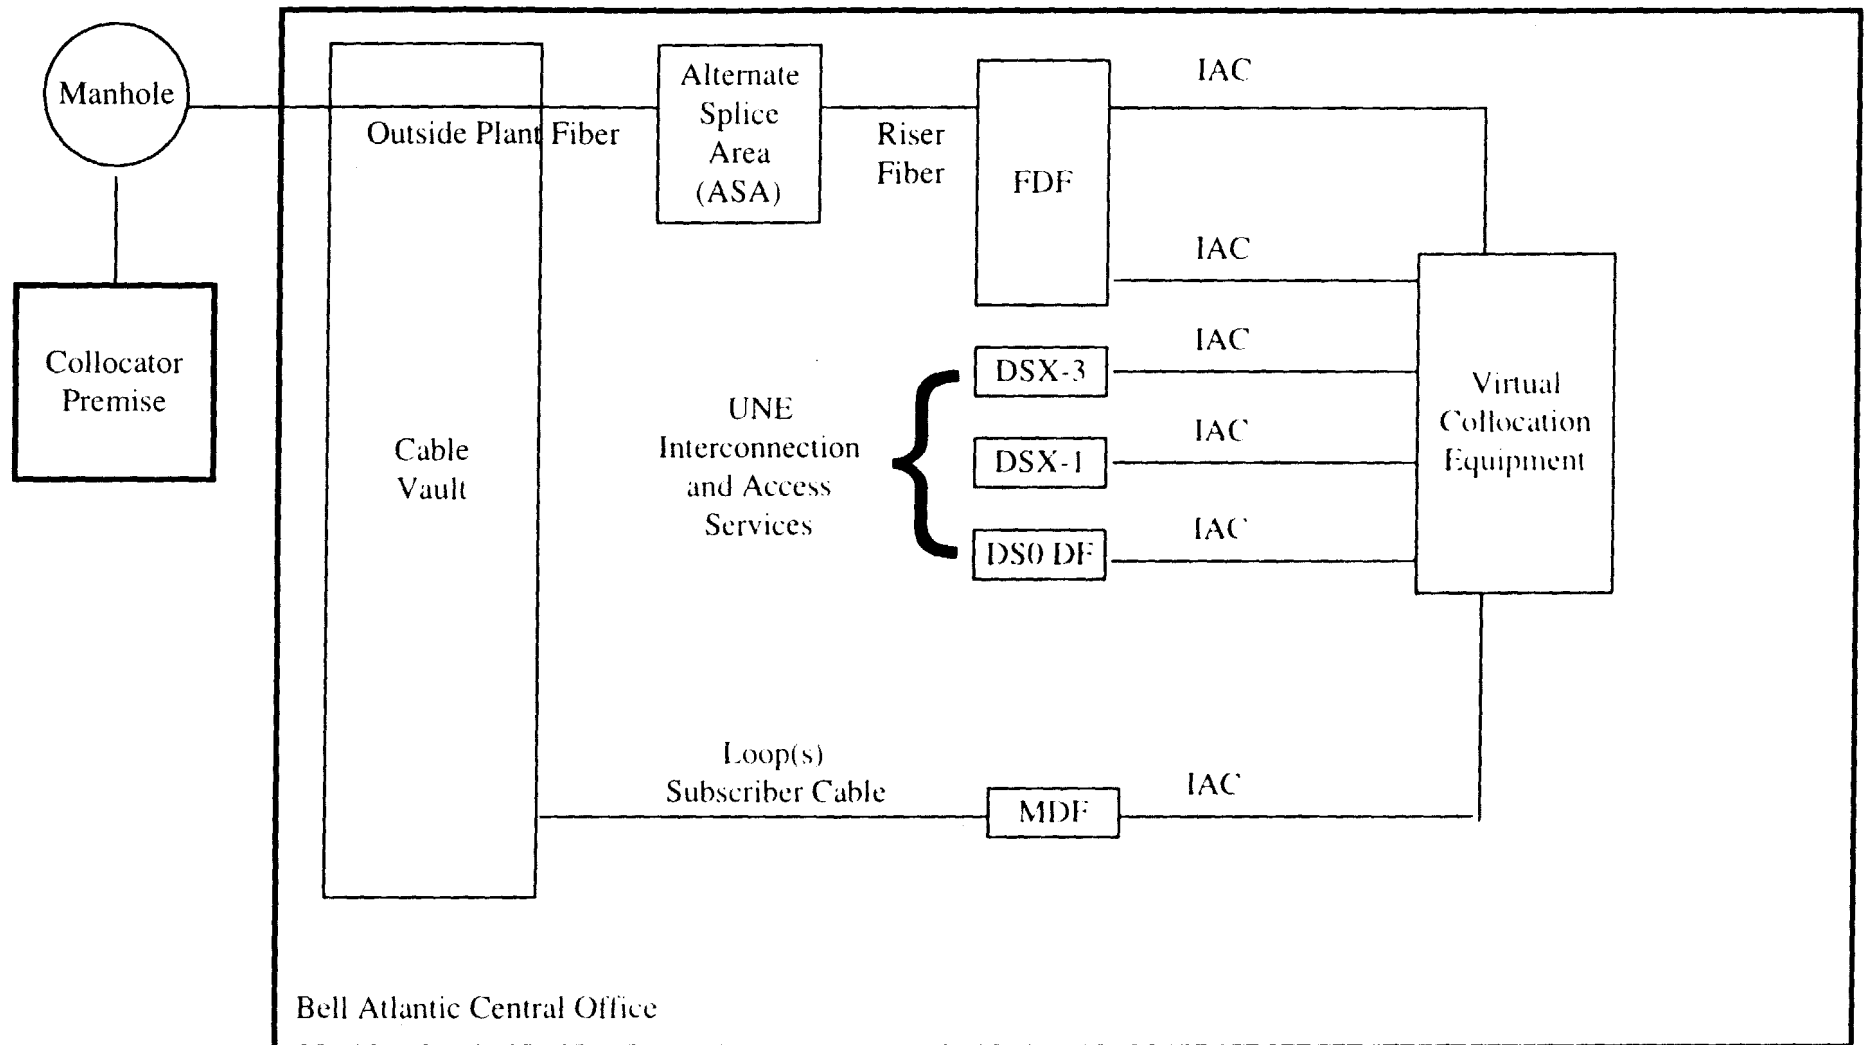 Manhole
Outside Plant Fiber
Alternate
Splice
Area
(ASA)
Riser
Fiber
FDF
IAC
IAC
Collocator
Premise
Cable
Vault
UNE
Interconnection
and Access
Services
DSX-3
IAC
DSX-1
IAC
DS0 DF
IAC
Virtual
Collocation
Equipment
Loop(s)
Subscriber Cable
MDF
IAC
Bell Atlantic Central Office